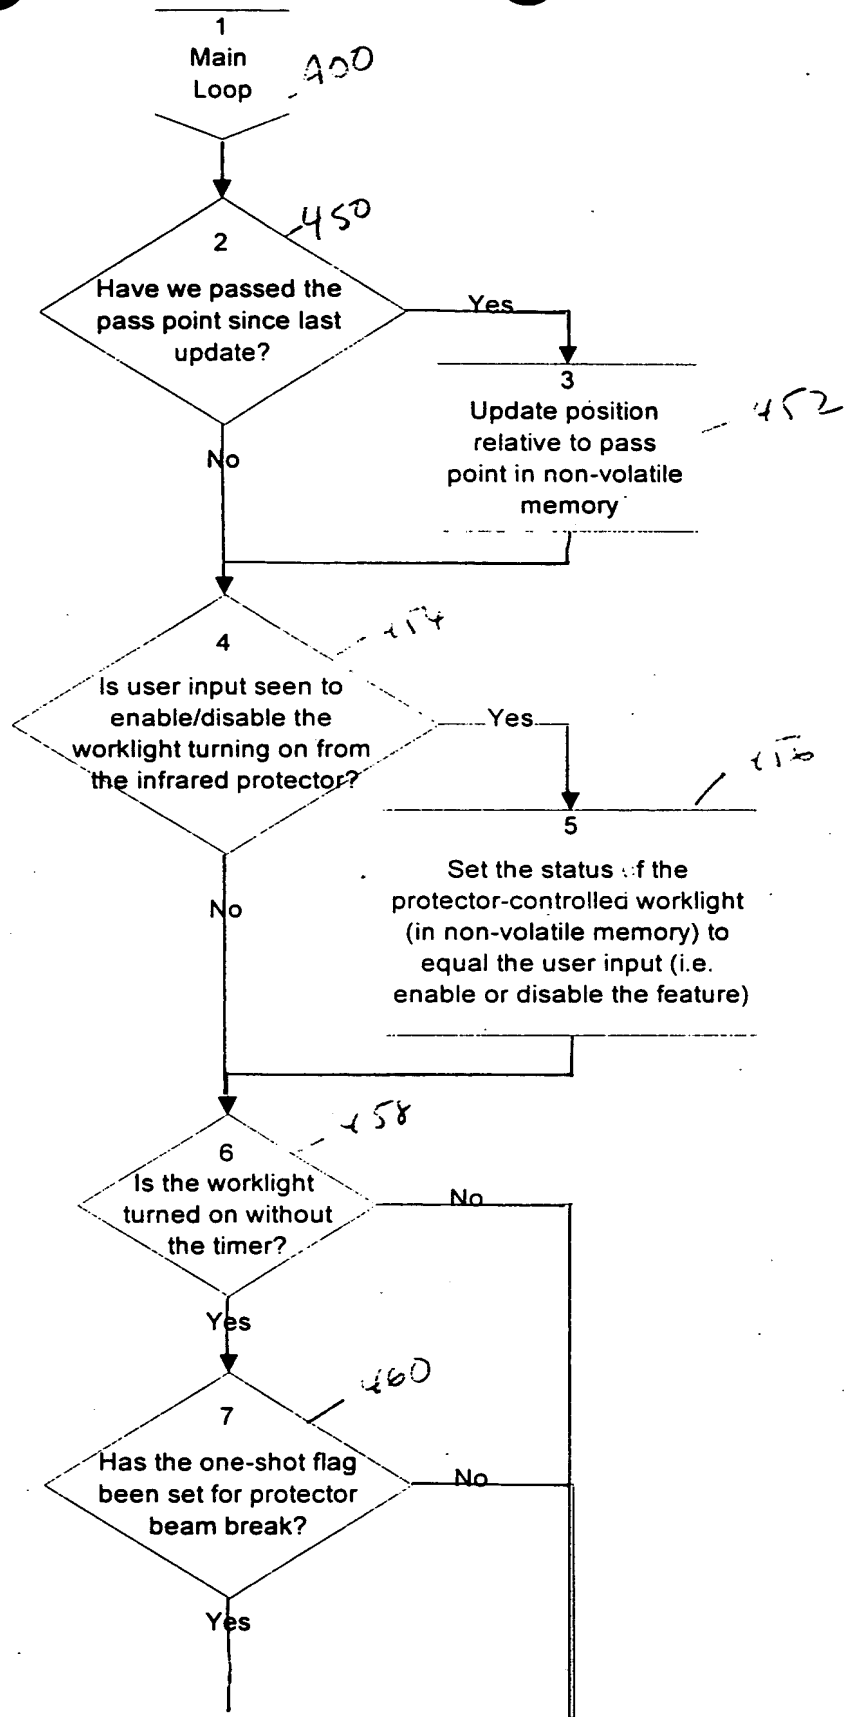 1
Main
Loop
400
2
450
Have we passed the
pass point since last
update?
Yes
3
Update position
relative to pass
point in non-volatile
memory
452
No
4
454
Is user input seen to
enable/disable the
worklight turning on from
the infrared protector?
Yes
456
5
Set the status of the
protector-controlled worklight
(in non-volatile memory) to
equal the user input (i.e.
enable or disable the feature)
No
458
6
Is the worklight
turned on without
the timer?
No
Yes
460
7
Has the one-shot flag
been set for protector
beam break?
No
Yes